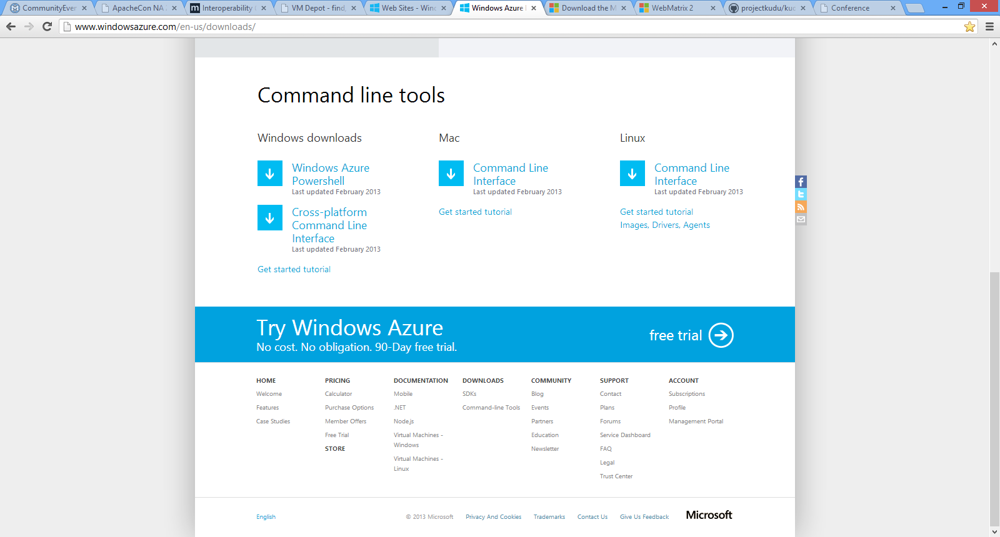 CommunityEver
ApacheCon NA
Interoperability
VM Depot - find,
Web Sites - Wind
Windows Azure
Download the M
WebMatrix 2
projectkudu/kud
Conference
www.windowsazure.com/en-us/downloads/
Command line tools
Windows downloads
Mac
Linux
Windows Azure
Powershell
Last updated February 2013
Command Line
Interface
Last updated February 2013
Command Line
Interface
Last updated February 2013
Cross-platform
Command Line
Interface
Last updated February 2013
Get started tutorial
Get started tutorial
Get started tutorial
Images, Drivers, Agents
Try Windows Azure
No cost. No obligation. 90-Day free trial.
free trial
HOME
Welcome
Features
Case Studies
PRICING
Calculator
Purchase Options
Member Offers
Free Trial
STORE
DOCUMENTATION
Mobile
.NET
Node.js
Virtual Machines -
Windows
Virtual Machines -
Linux
DOWNLOADS
SDKs
Command-line Tools
COMMUNITY
Blog
Events
Partners
Education
Newsletter
SUPPORT
Contact
Plans
Forums
Service Dashboard
FAQ
Legal
Trust Center
ACCOUNT
Subscriptions
Profile
Management Portal
English
© 2013 Microsoft
Privacy And Cookies
Trademarks
Contact Us
Give Us Feedback
Microsoft